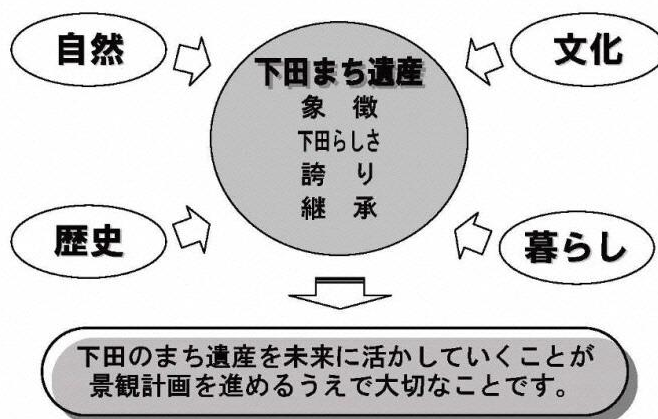 自然
文化
下田まち遺産
象 徴
下田らしさ
誇 り
継 承
歴史
暮らし
下田のまち遺産を未来に活かしていくことが
景観計画を進めるうえで大切なことです。